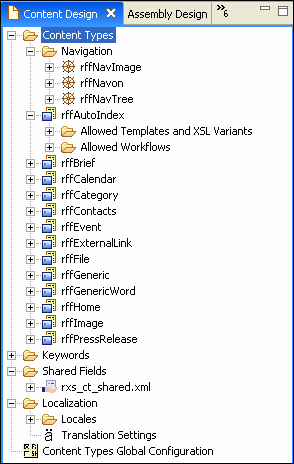 Content Design Assembly Design »6
Content Types
Navigation
rffNavImage
rffNavon
rffNavTree
rffAutoIndex
Allowed Templates and XSL Variants
Allowed Workflows
rffBrief
rffCalendar
rffCategory
rffContacts
rffEvent
rffExternalLink
rffFile
rffGeneric
rffGenericWord
rffHome
rffImage
rffPressRelease
Keywords
Shared Fields
rxs_ct_shared.xml
Localization
Locales
ä Translation Settings
Content Types Global Configuration